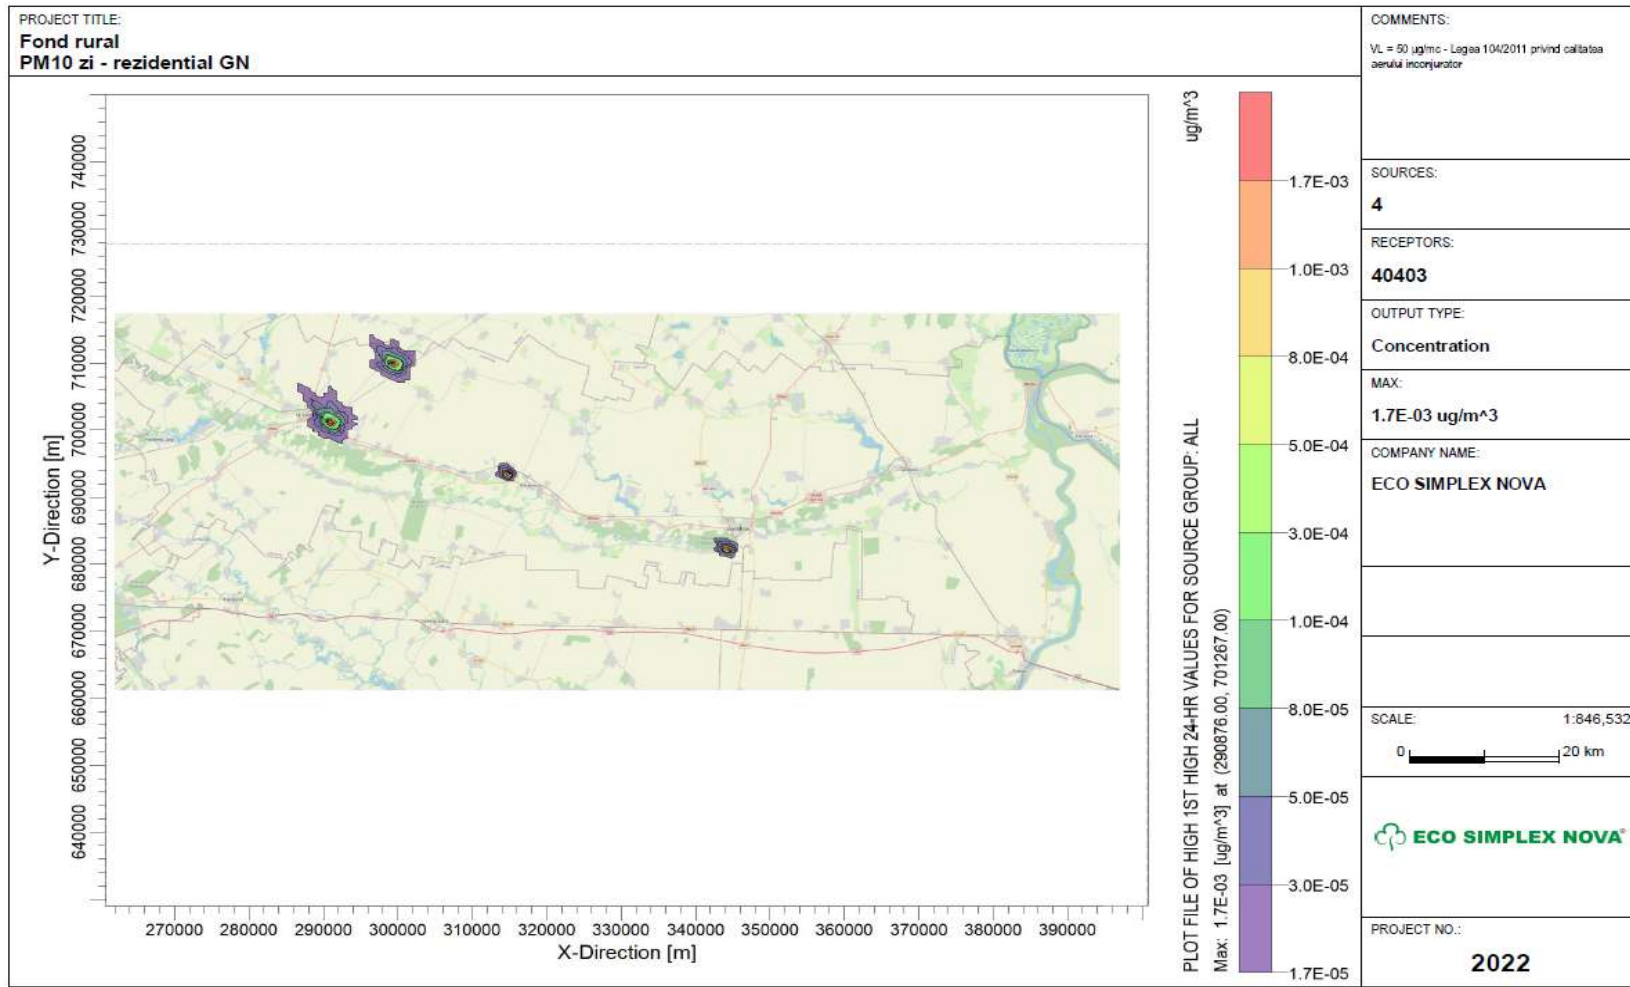 PROJECT TITLE:
Fond rural
PM10 zi - rezidential GN
COMMENTS:
VL = 50 µg/mc - Legea 104/2011 privind calitatea
aerului inconjurator
SOURCES:
4
RECEPTORS:
40403
OUTPUT TYPE:
Concentration
MAX:
1.7E-03 ug/m^3
COMPANY NAME:
ECO SIMPLEX NOVA
SCALE:
1:846,532
0
20 km
ECO SIMPLEX NOVA®
PROJECT NO.:
2022
Y-Direction [m]
740000
730000
720000
710000
700000
690000
680000
670000
660000
650000
640000
270000 280000 290000 300000 310000 320000 330000 340000 350000 360000 370000 380000 390000
X-Direction [m]
PLOT FILE OF HIGH 1ST HIGH 24-HR VALUES FOR SOURCE GROUP: ALL
Max: 1.7E-03 [ug/m^3] at (290876.00, 701267.00)
ug/m^3
1.7E-03
1.0E-03
8.0E-04
5.0E-04
3.0E-04
1.0E-04
8.0E-05
5.0E-05
3.0E-05
1.7E-05